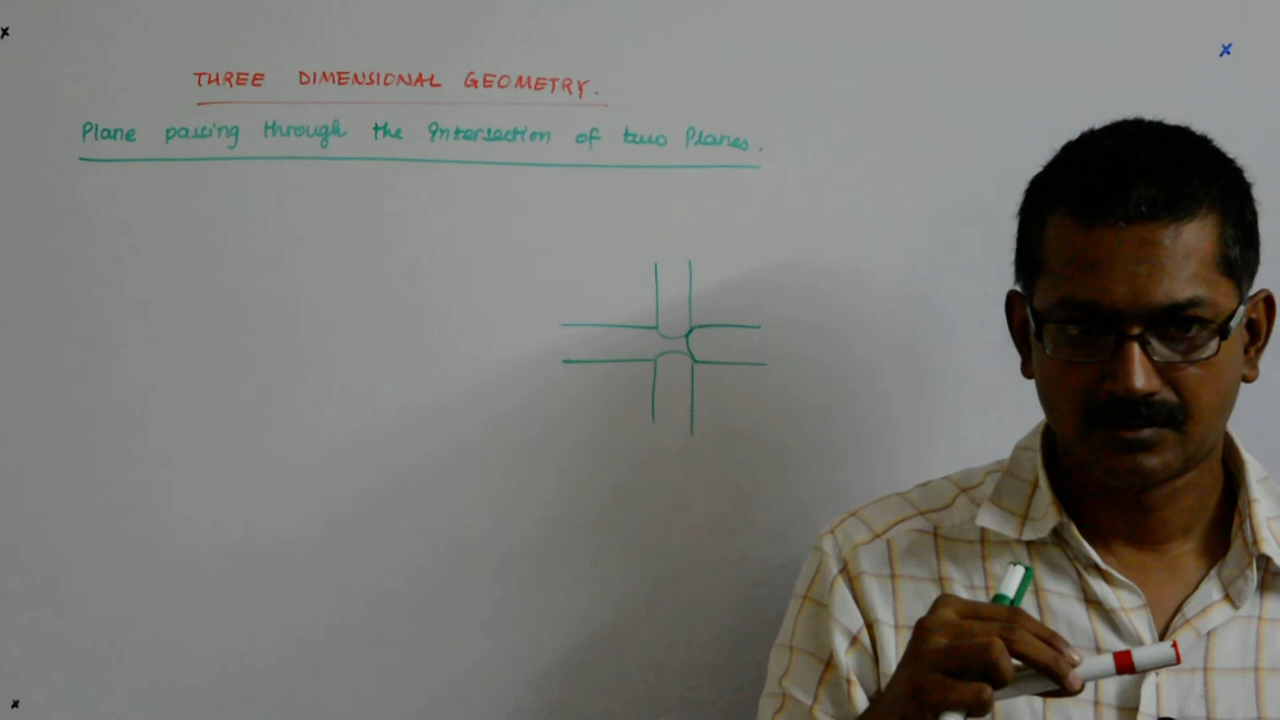 THREE DIMENSIONAL GEOMETRY.
Plane passing through the Intersection of two Planes.